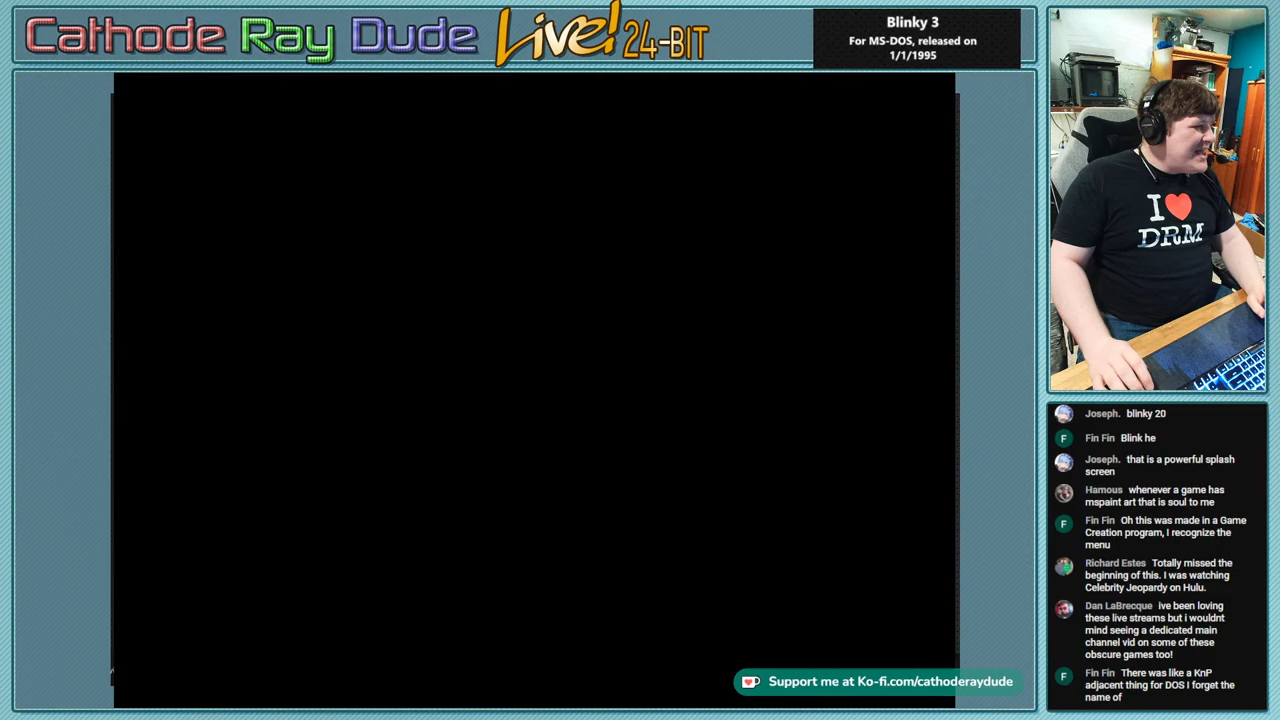 Cathode Ray Dude Live! 24-BIT
Blinky 3
For MS-DOS, released on
1/1/1995
I ❤ DRM
Joseph. blinky 20
F Fin Fin Blink he
Joseph. that is a powerful splash
screen
Hamous whenever a game has
mspaint art that is soul to me
F Fin Fin Oh this was made in a Game
Creation program, I recognize the
menu
Richard Estes Totally missed the
beginning of this. I was watching
Celebrity Jeopardy on Hulu.
Dan LaBrecque ive been loving
these live streams but i wouldnt
mind seeing a dedicated main
channel vid on some of these
obscure games too!
F Fin Fin There was like a KnP
adjacent thing for DOS I forget the
name of
Support me at Ko-fi.com/cathoderaydude